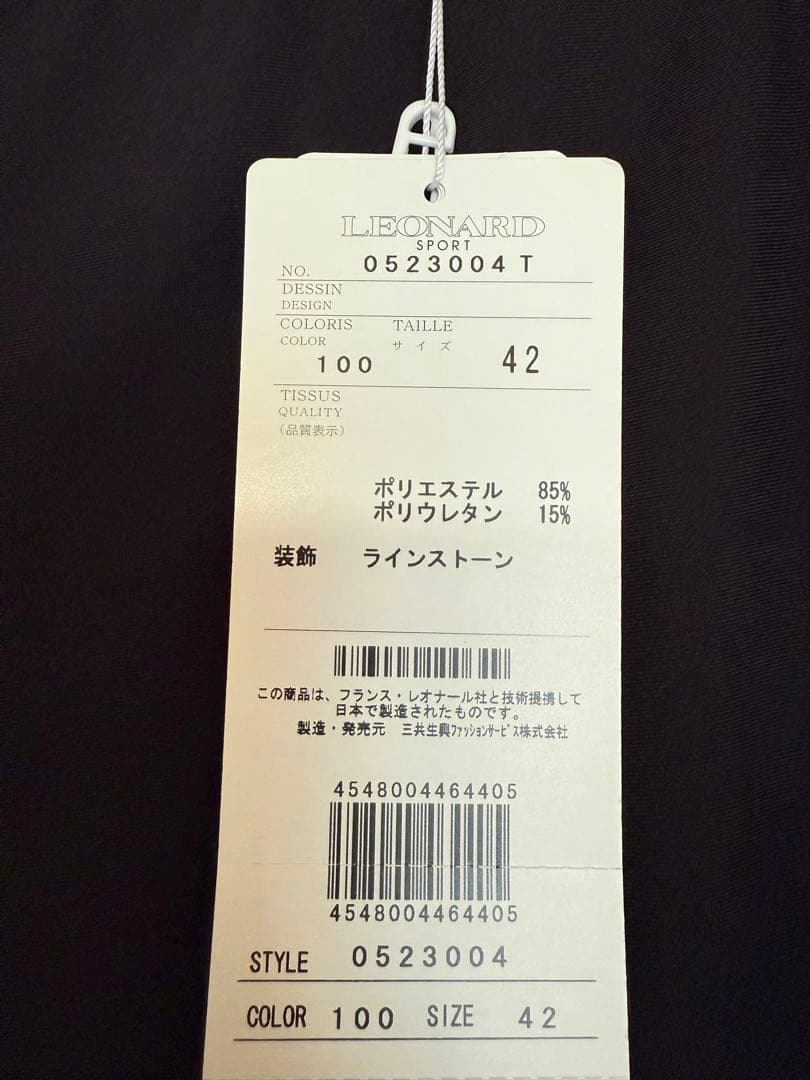 LEONARD
SPORT
NO. 0523004 T
DESSIN
DESIGN
COLORIS TAILLE
COLOR サイズ
100 42
TISSUS
QUALITY
(品質表示)
ポリエステル 85%
ポリウレタン 15%
装飾 ラインストーン
この商品は、フランス・レオナール社と技術提携して
日本で製造されたものです。
製造・発売元 三共生興ﾌｧｯｼｮﾝｻｰﾋﾞｽ株式会社
4548004464405
4548004464405
STYLE 0523004
COLOR 100 SIZE 42